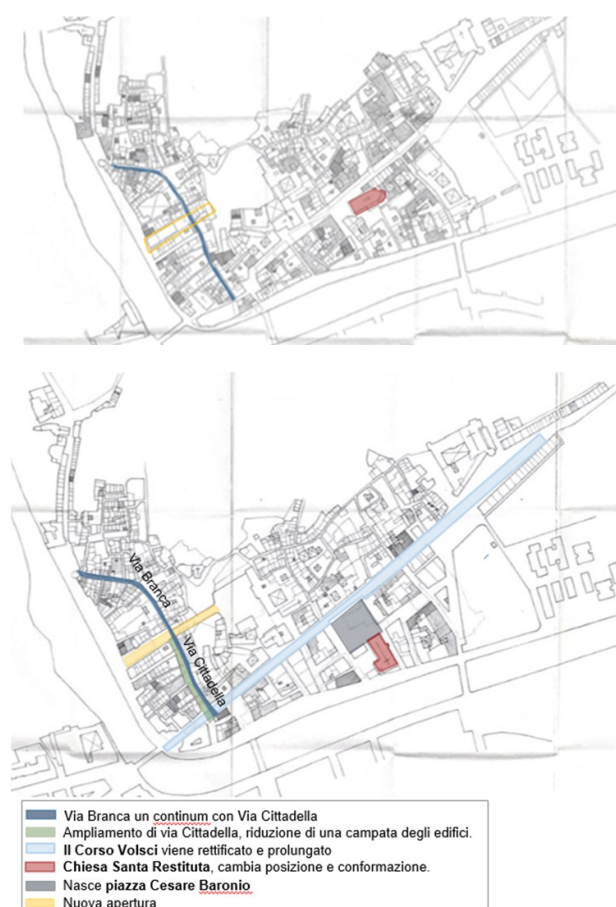 Via Branca
Via Cittadella
Via Branca un continum con Via Cittadella
Ampliamento di via Cittadella, riduzione di una campata degli edifici.
Il Corso Volsci viene rettificato e prolungato
Chiesa Santa Restituta, cambia posizione e conformazione.
Nasce piazza Cesare Baronio
Nuova apertura